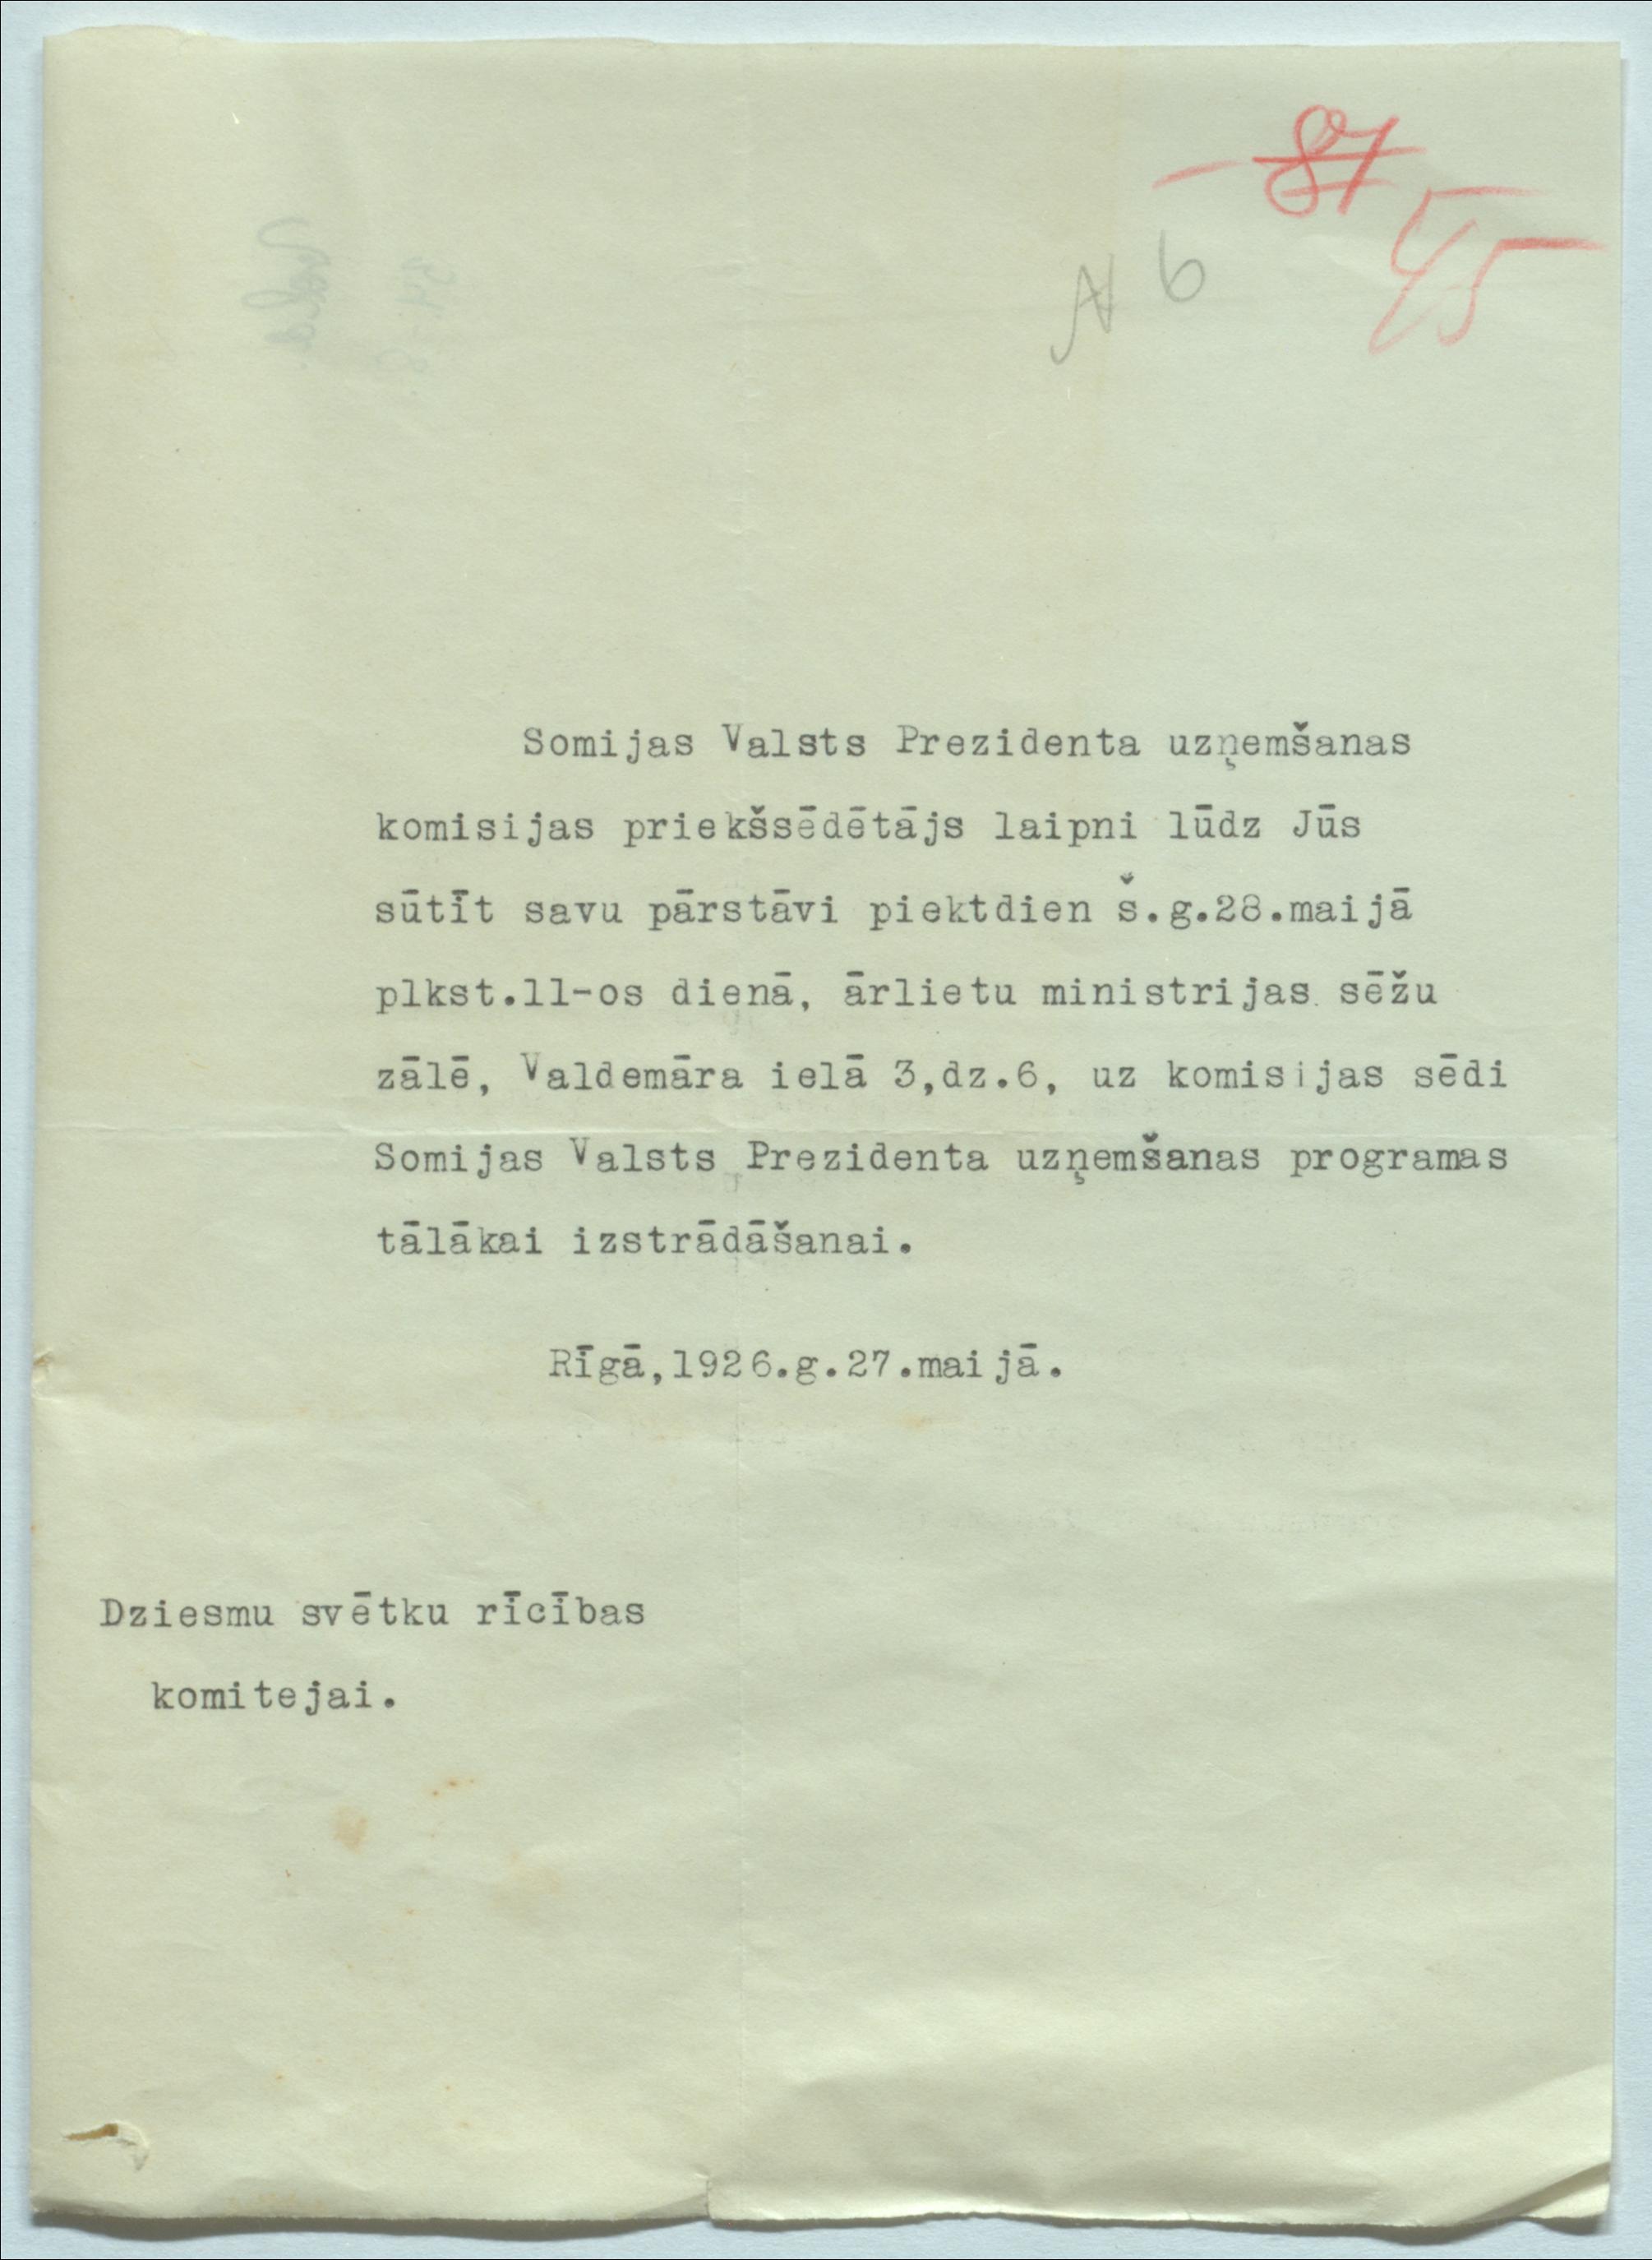 87
45
№ 6
Somijas Valsts Prezidenta uzņemšanas
komisijas priekšsēdētājs laipni lūdz Jūs
sūtīt savu pārstāvi piektdien š.g.28.maijā
plkst.11-os dienā, ārlietu ministrijas sēžu
zālē, Valdemāra ielā 3,dz.6, uz komisijas sēdi
Somijas Valsts Prezidenta uzņemšanas programas
tālākai izstrādāšanai.
Rīgā,1926.g.27.maijā.
Dziesmu svētku rīcības
komitejai.